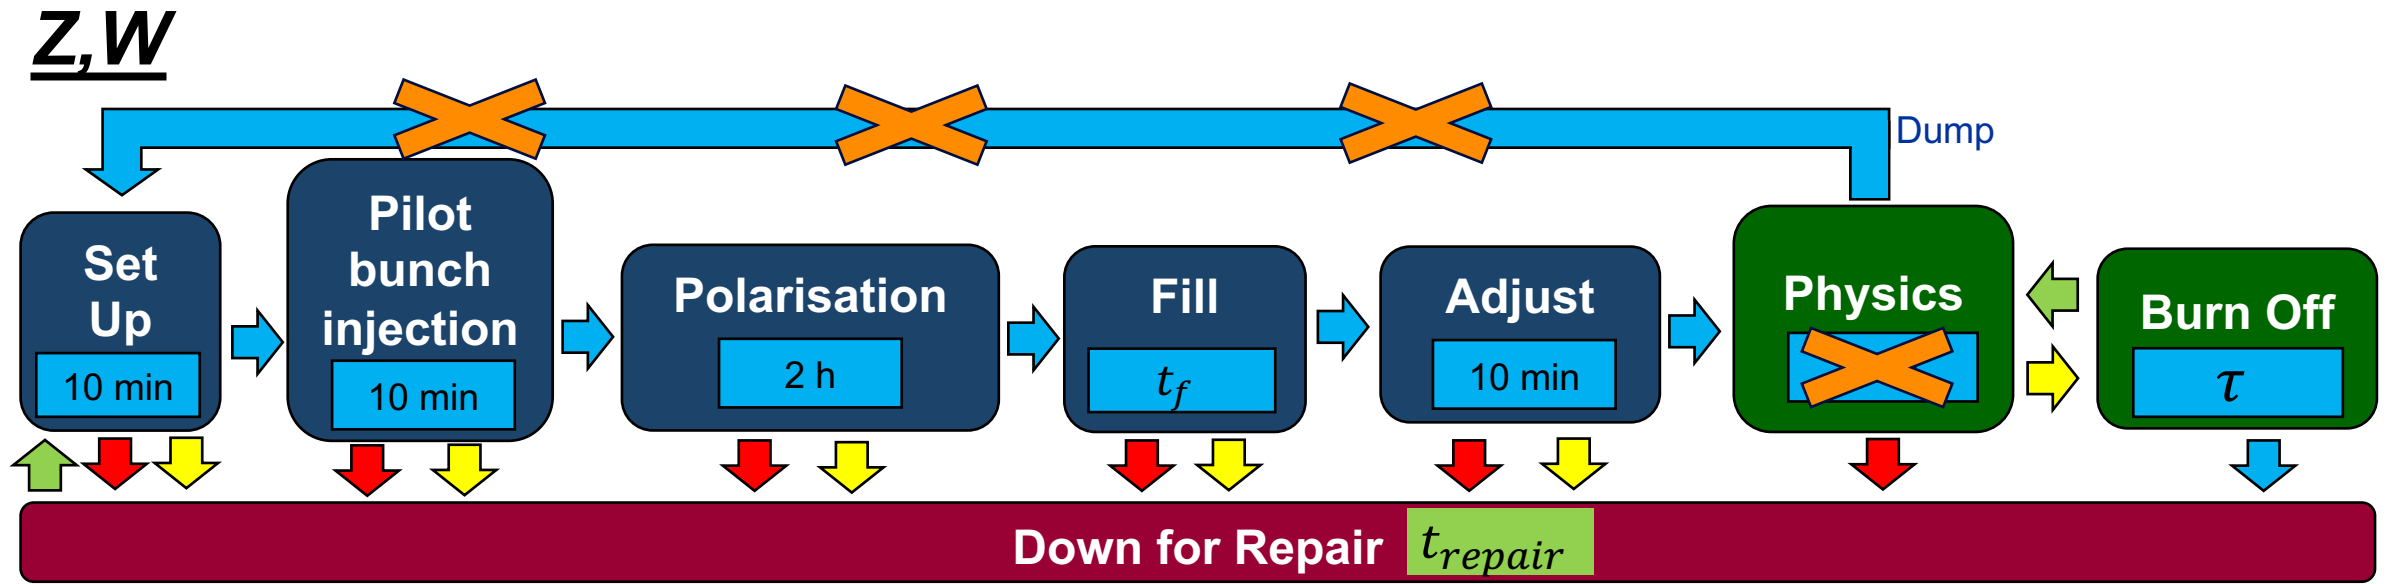 Z,W
Dump
Set
Up
10 min
Pilot
bunch
injection
10 min
Polarisation
2 h
Fill
t_f
Adjust
10 min
Physics
Burn Off
τ
Down for Repair t_repair